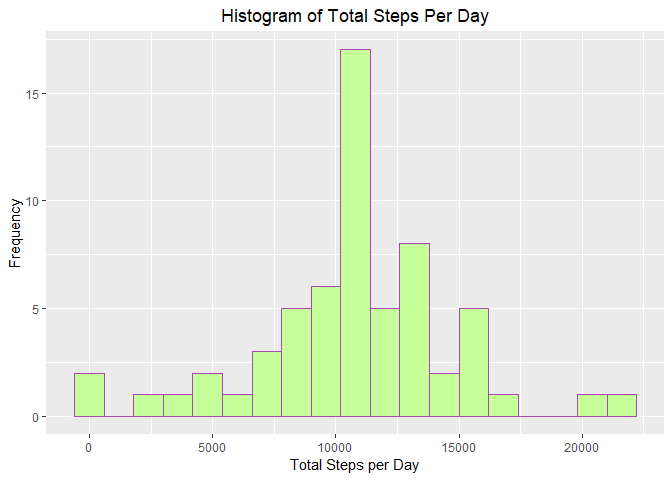 Histogram of Total Steps Per Day
15
10
5
0
Frequency
0 5000 10000 15000 20000
Total Steps per Day